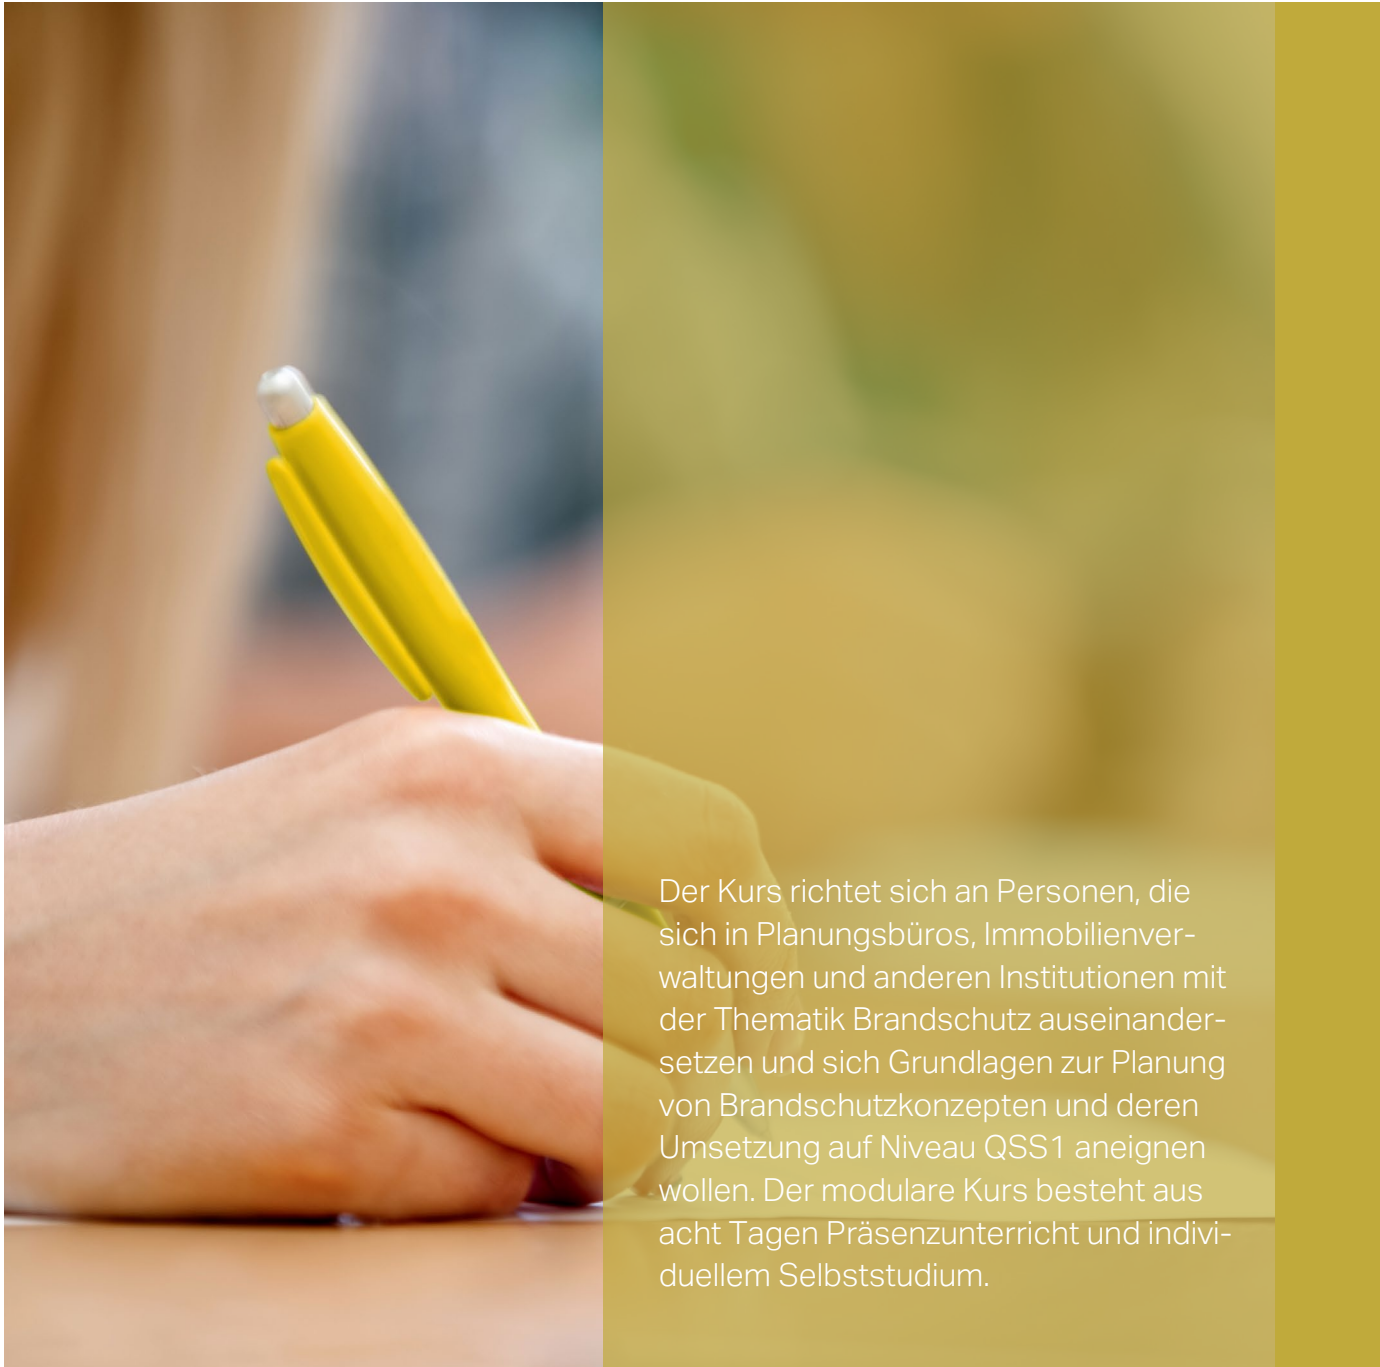 Der Kurs richtet sich an Personen, die
sich in Planungsbüros, Immobilienver-
waltungen und anderen Institutionen mit
der Thematik Brandschutz auseinander-
setzen und sich Grundlagen zur Planung
von Brandschutzkonzepten und deren
Umsetzung auf Niveau QSS1 aneignen
wollen. Der modulare Kurs besteht aus
acht Tagen Präsenzunterricht und indivi-
duellem Selbststudium.